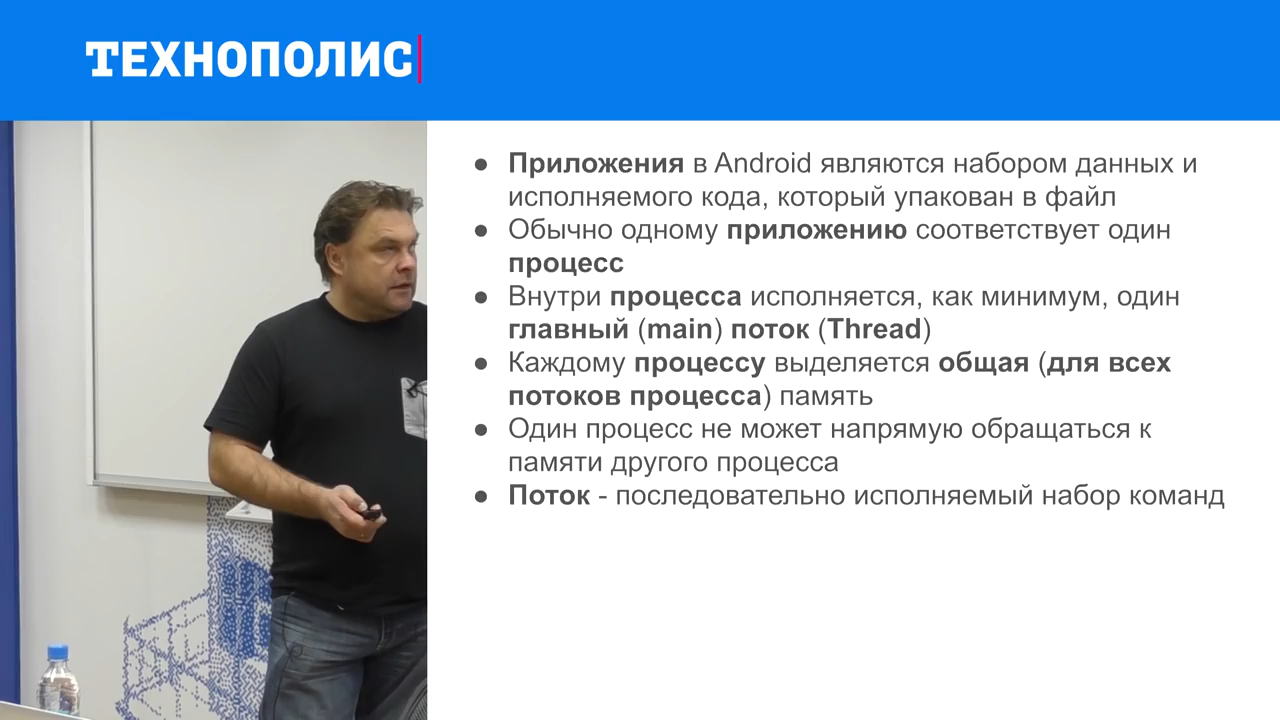 ТЕХНОПОЛИС
● Приложения в Android являются набором данных и
исполняемого кода, который упакован в файл
● Обычно одному приложению соответствует один
процесс
● Внутри процесса исполняется, как минимум, один
главный (main) поток (Thread)
● Каждому процессу выделяется общая (для всех
потоков процесса) память
● Один процесс не может напрямую обращаться к
памяти другого процесса
● Поток - последовательно исполняемый набор команд